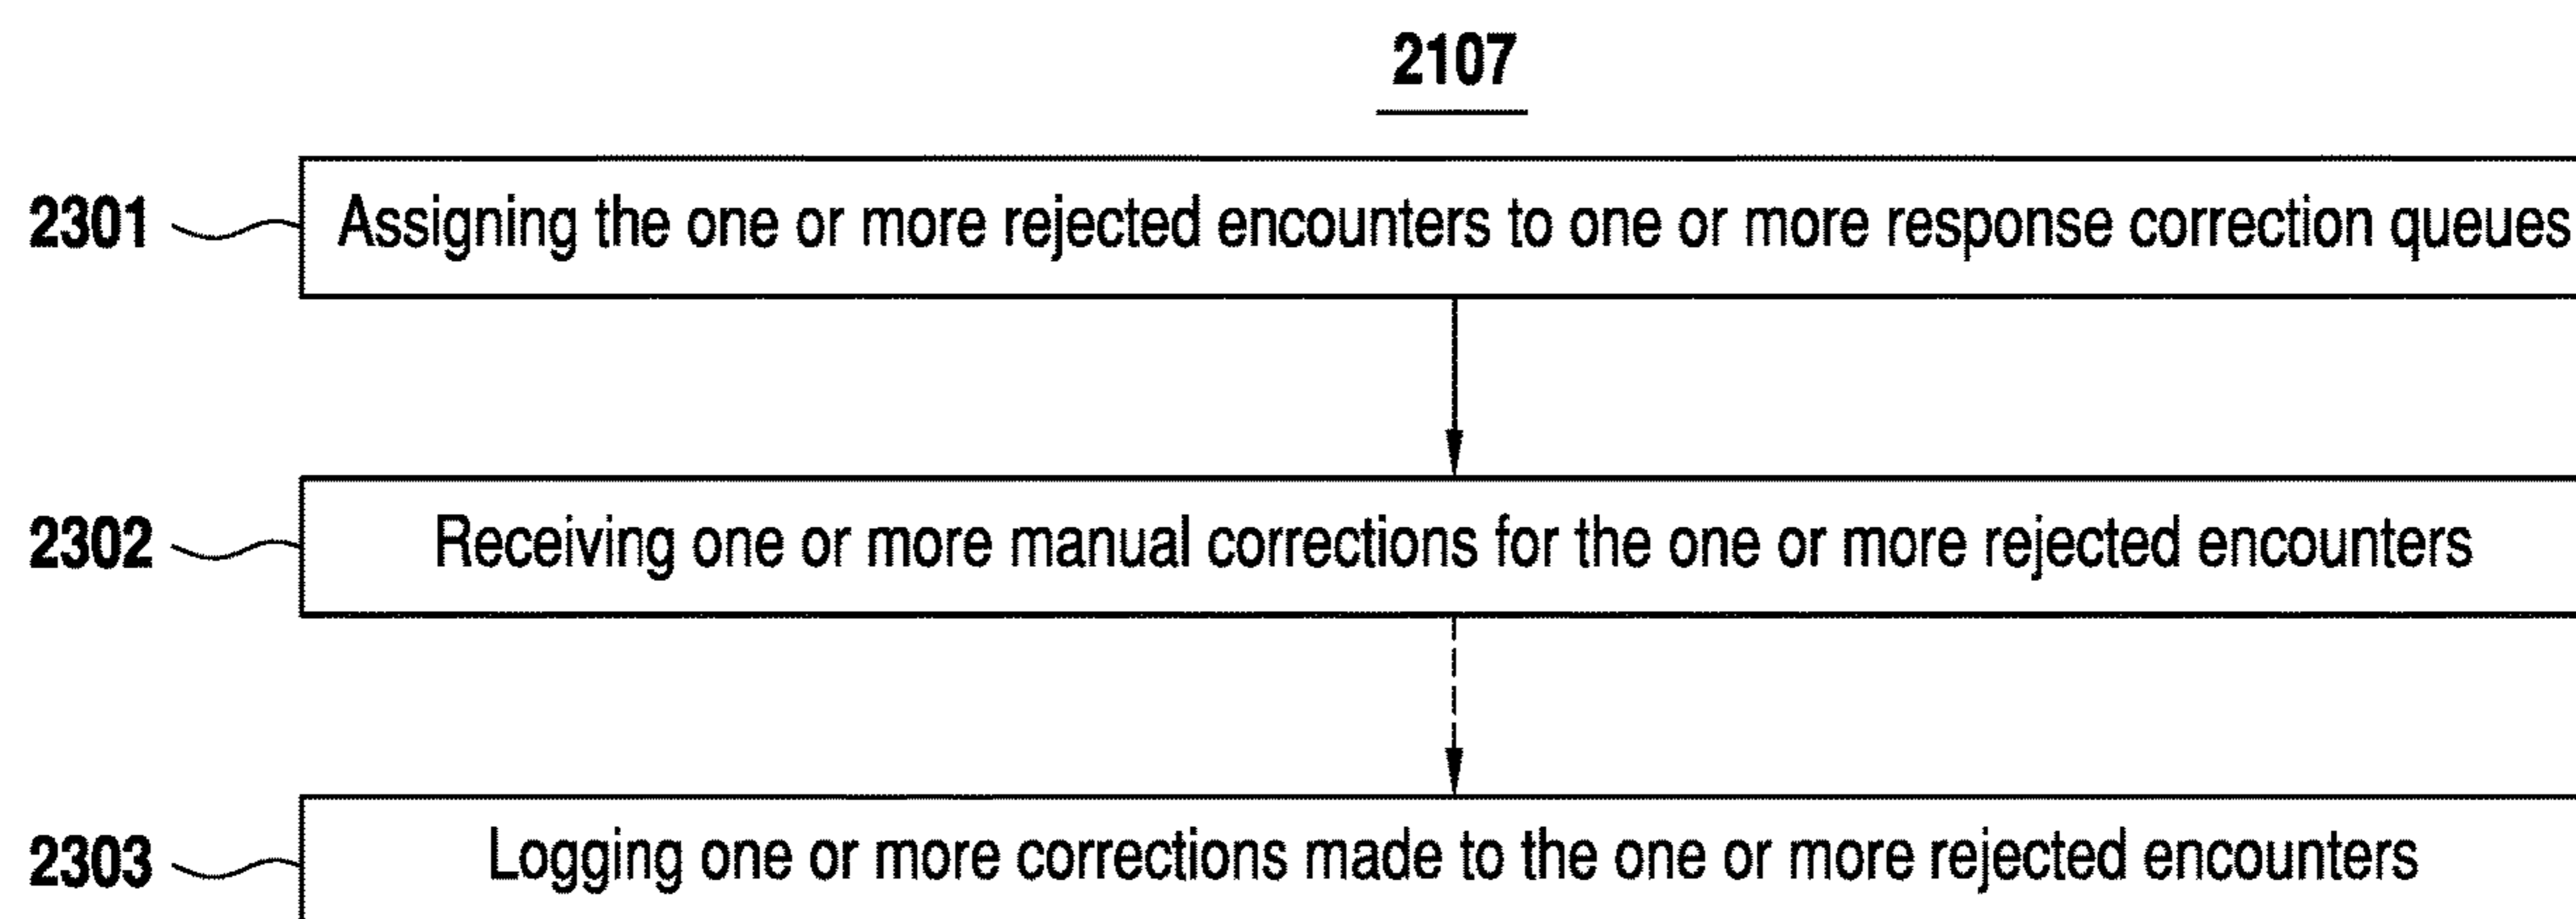 2107
2301 Assigning the one or more rejected encounters to one or more response correction queues
2302 Receiving one or more manual corrections for the one or more rejected encounters
2303 Logging one or more corrections made to the one or more rejected encounters